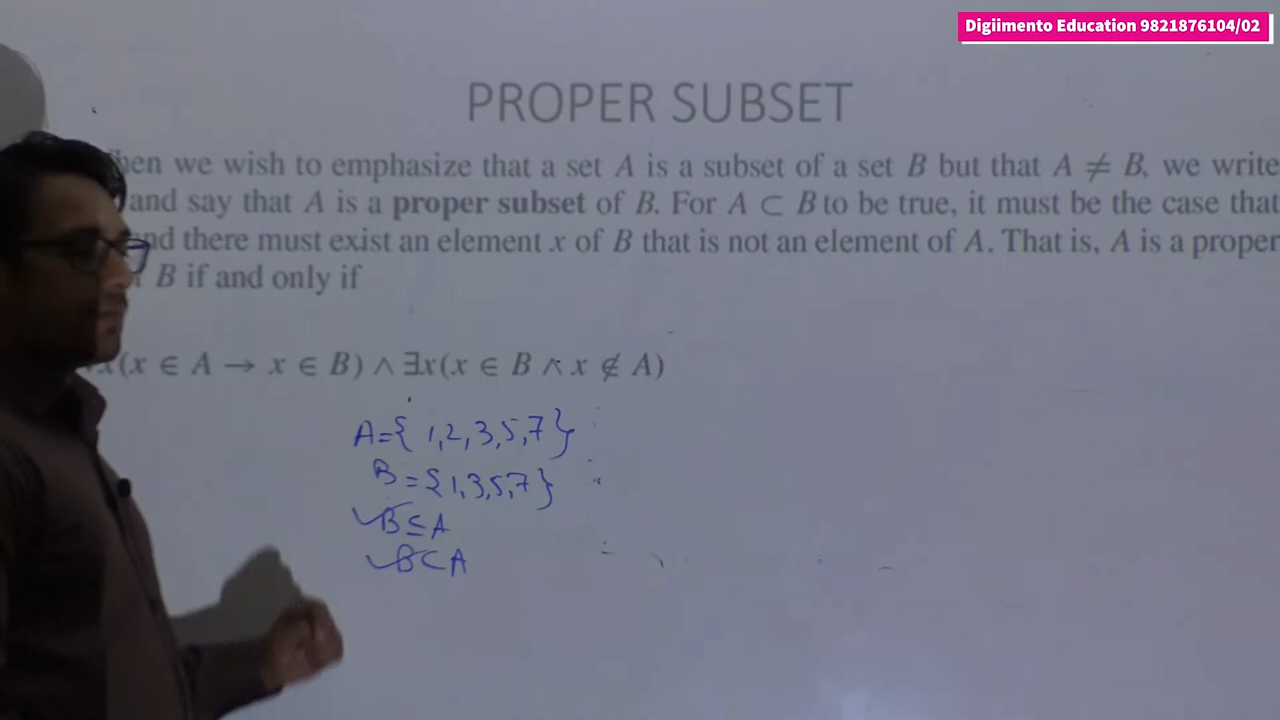 Digiimento Education 9821876104/02
PROPER SUBSET
we wish to emphasize that a set A is a subset of a set B but that A ≠ B, we write
and say that A is a proper subset of B. For A ⊂ B to be true, it must be the case that
there must exist an element x of B that is not an element of A. That is, A is a proper
B if and only if
(x ∈ A → x ∈ B) ∧ ∃x(x ∈ B ∧ x ∉ A)
A={ 1,2,3,5,7}
B={1,3,5,7}
✓B⊆A
✓B⊂A